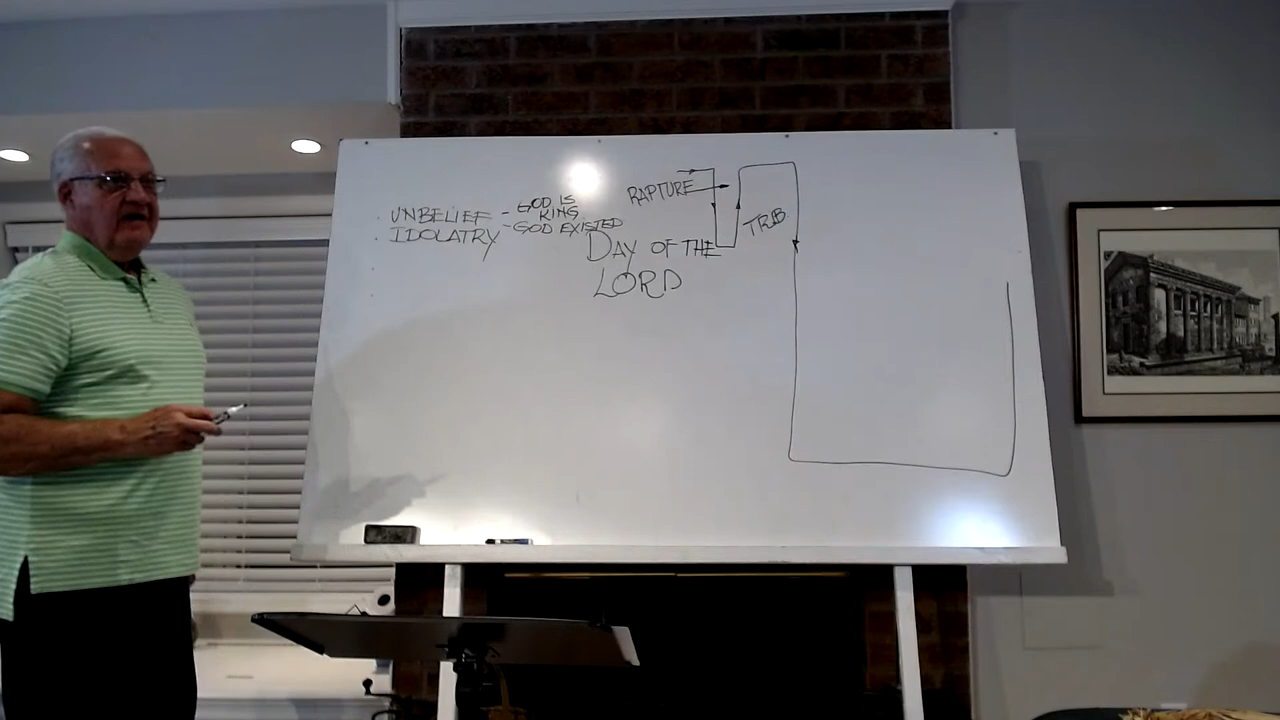 UNBELIEF - GOD IS KING
IDOLATRY - GOD EXISTED
RAPTURE
TRIB.
DAY OF THE
LORD